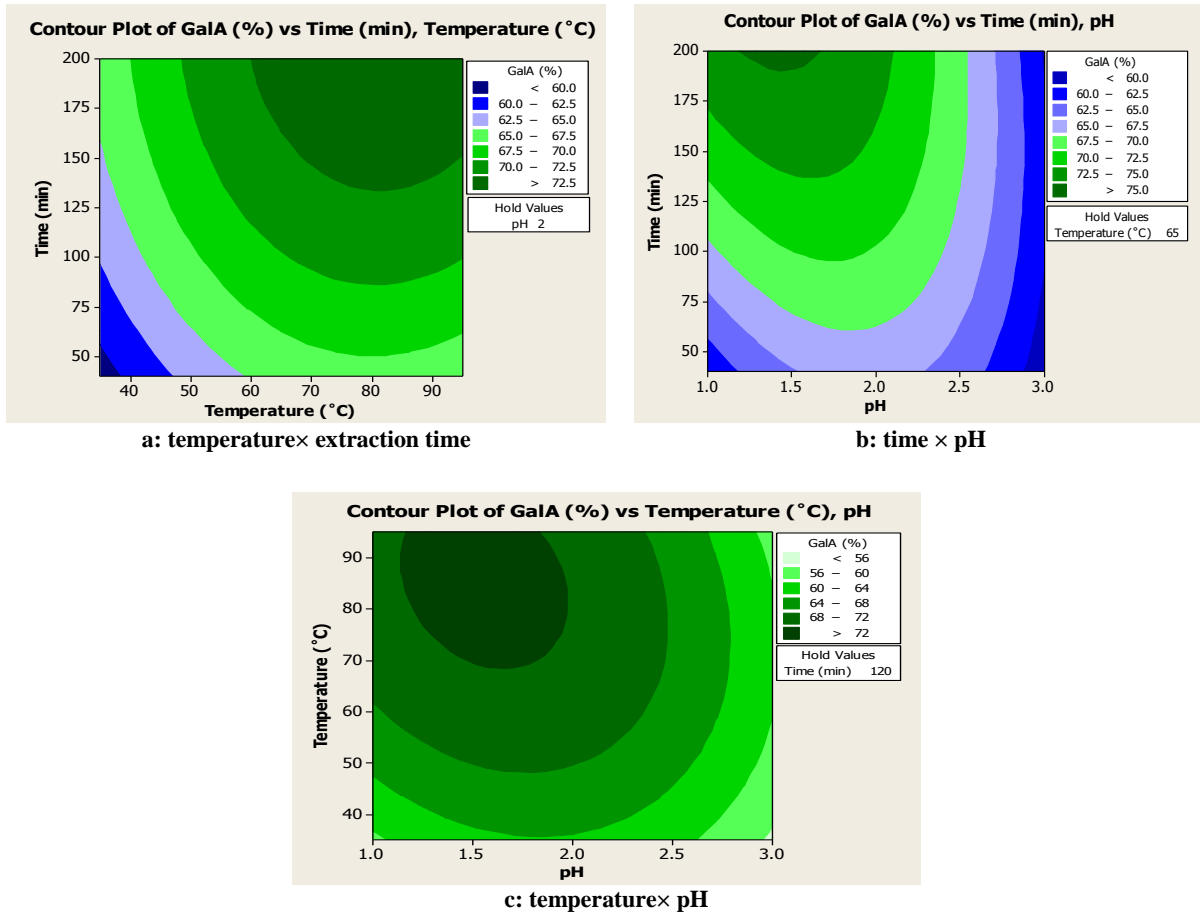 Contour Plot of GalA (%) vs Time (min), Temperature (˚C)
Time (min)
200
175
150
125
100
75
50
40 50 60 70 80 90
Temperature (˚C)
GalA (%)
< 60.0
60.0 – 62.5
62.5 – 65.0
65.0 – 67.5
67.5 – 70.0
70.0 – 72.5
> 72.5
Hold Values
pH 2
a: temperature× extraction time
Contour Plot of GalA (%) vs Time (min), pH
Time (min)
200
175
150
125
100
75
50
1.0 1.5 2.0 2.5 3.0
pH
GalA (%)
< 60.0
60.0 – 62.5
62.5 – 65.0
65.0 – 67.5
67.5 – 70.0
70.0 – 72.5
72.5 – 75.0
> 75.0
Hold Values
Temperature (˚C) 65
b: time × pH
Contour Plot of GalA (%) vs Temperature (˚C), pH
Temperature (˚C)
90
80
70
60
50
40
1.0 1.5 2.0 2.5 3.0
pH
GalA (%)
< 56
56 – 60
60 – 64
64 – 68
68 – 72
> 72
Hold Values
Time (min) 120
c: temperature× pH